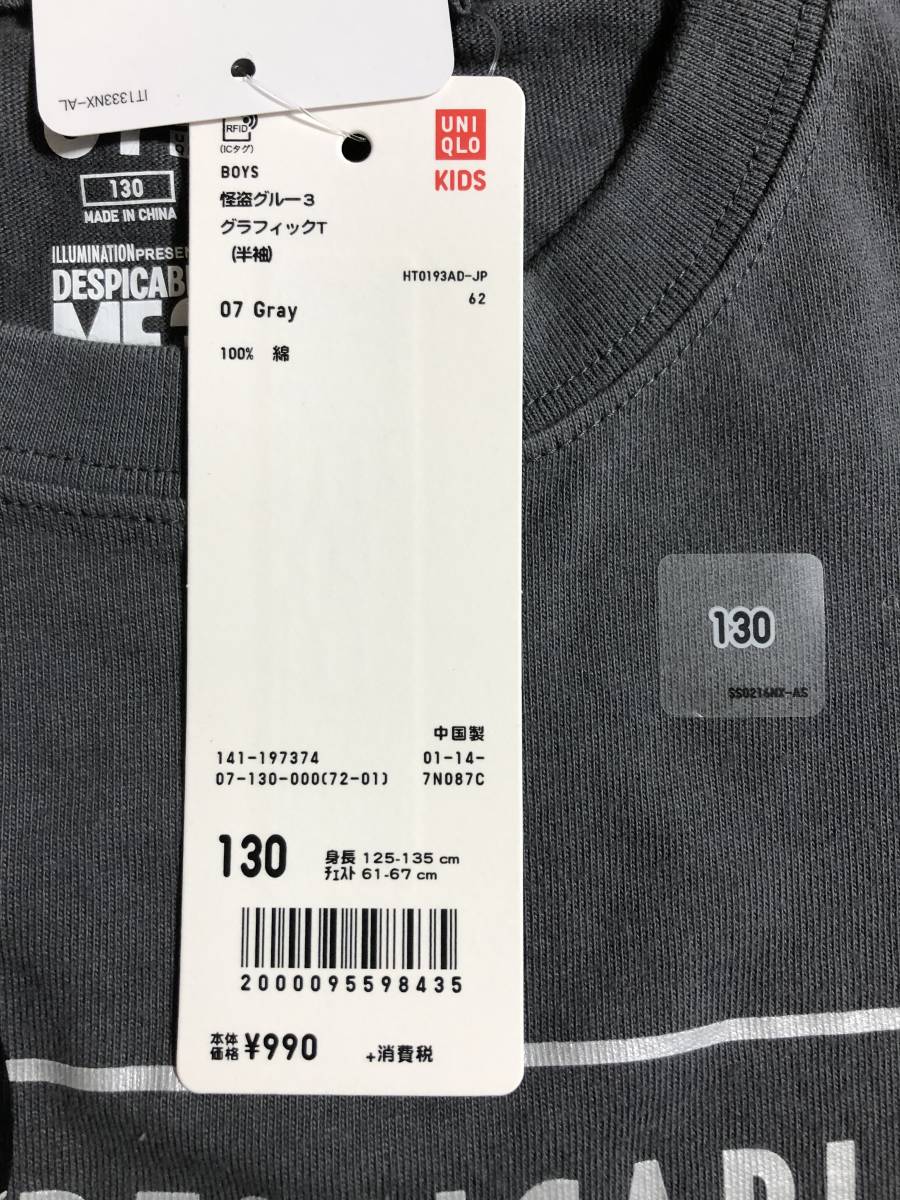 IT1333NX-AL
130
MADE IN CHINA
ILLUMINATION PRESEN
DESPICAB
ME3
RFID
(ICタグ)
UNI
QLO
KIDS
BOYS
怪盗グルー3
グラフィックT
(半袖)
HT0193AD-JP
62
07 Gray
100% 綿
130
SS0216NX-AS
中国製
141-197374 01-14-
07-130-000(72-01) 7N087C
130
身長 125-135 cm
チェスト 61-67 cm
2000095598435
本体
価格 ¥990 +消費税